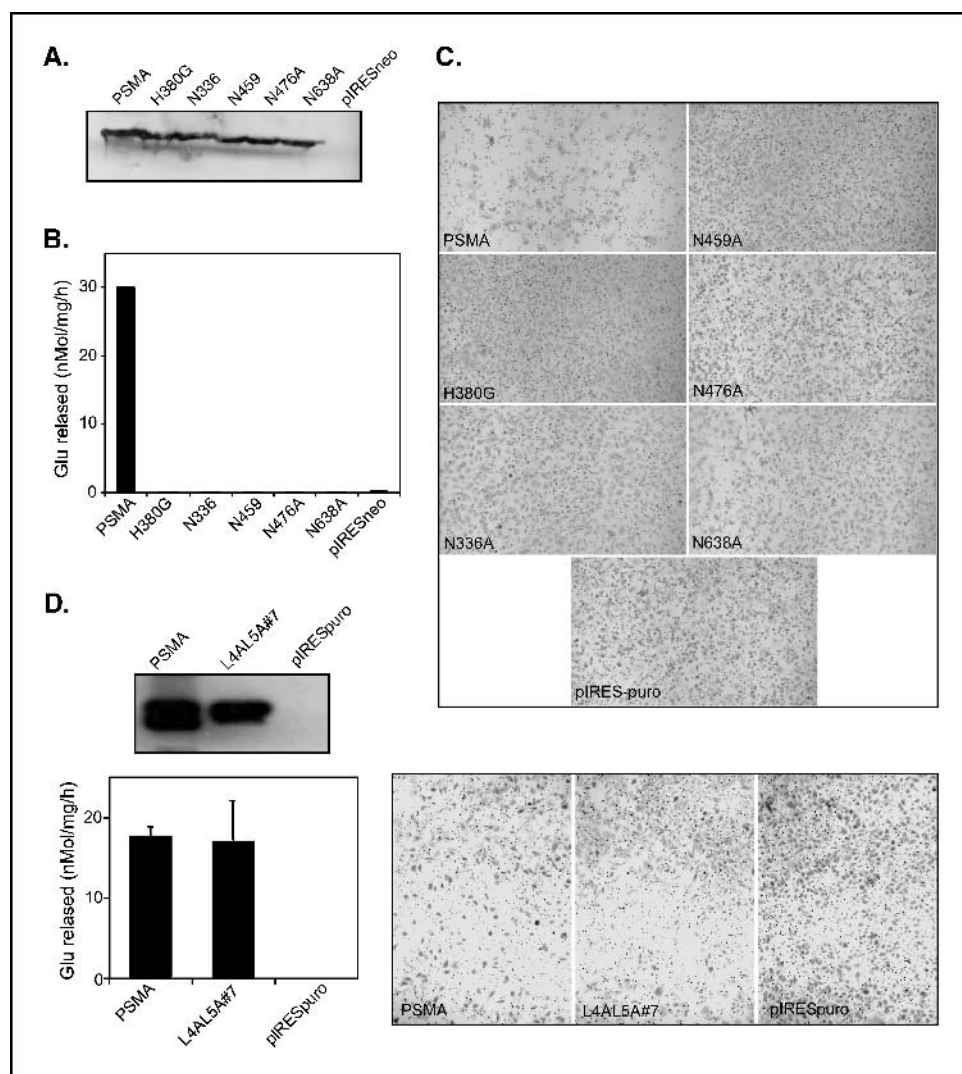 A.
PSMA
H380G
N336
N459
N476A
N638A
pIRESneo
B.
Glu relased (nMol/mg/h)
30
20
10
0
PSMA
H380G
N336
N459
N476A
N638A
pIRESneo
C.
PSMA
N459A
H380G
N476A
N336A
N638A
pIRES-puro
D.
PSMA
L4AL5A#7
pIRESpuro
Glu relased (nMol/mg/h)
20
10
0
PSMA
L4AL5A#7
pIRESpuro
PSMA
L4AL5A#7
pIRESpuro